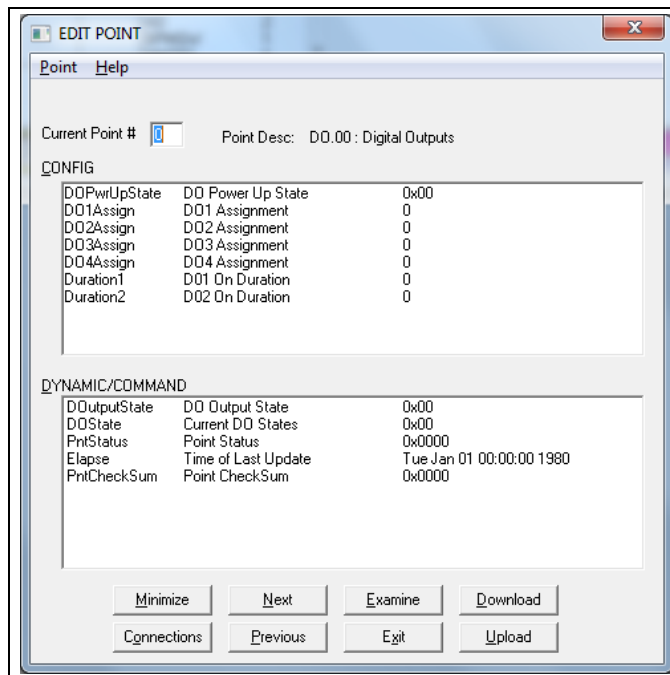 EDIT POINT
Point Help
Current Point # 0 Point Desc: DO.00 : Digital Outputs
CONFIG
DOPwrUpState DO Power Up State 0x00
DO1Assign DO1 Assignment 0
DO2Assign DO2 Assignment 0
DO3Assign DO3 Assignment 0
DO4Assign DO4 Assignment 0
Duration1 D01 On Duration 0
Duration2 D02 On Duration 0
DYNAMIC/COMMAND
DOutputState DO Output State 0x00
DOState Current DO States 0x00
PntStatus Point Status 0x0000
Elapse Time of Last Update Tue Jan 01 00:00:00 1980
PntCheckSum Point CheckSum 0x0000
Minimize Next Examine Download
Connections Previous Exit Upload